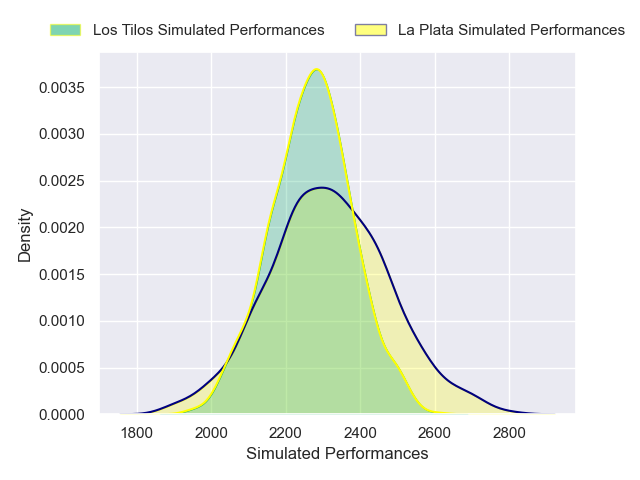 Los Tilos Simulated Performances La Plata Simulated Performances
0.0035
0.0030
0.0025
0.0020
0.0015
0.0010
0.0005
0.0000
Density
1800 2000 2200 2400 2600 2800
Simulated Performances